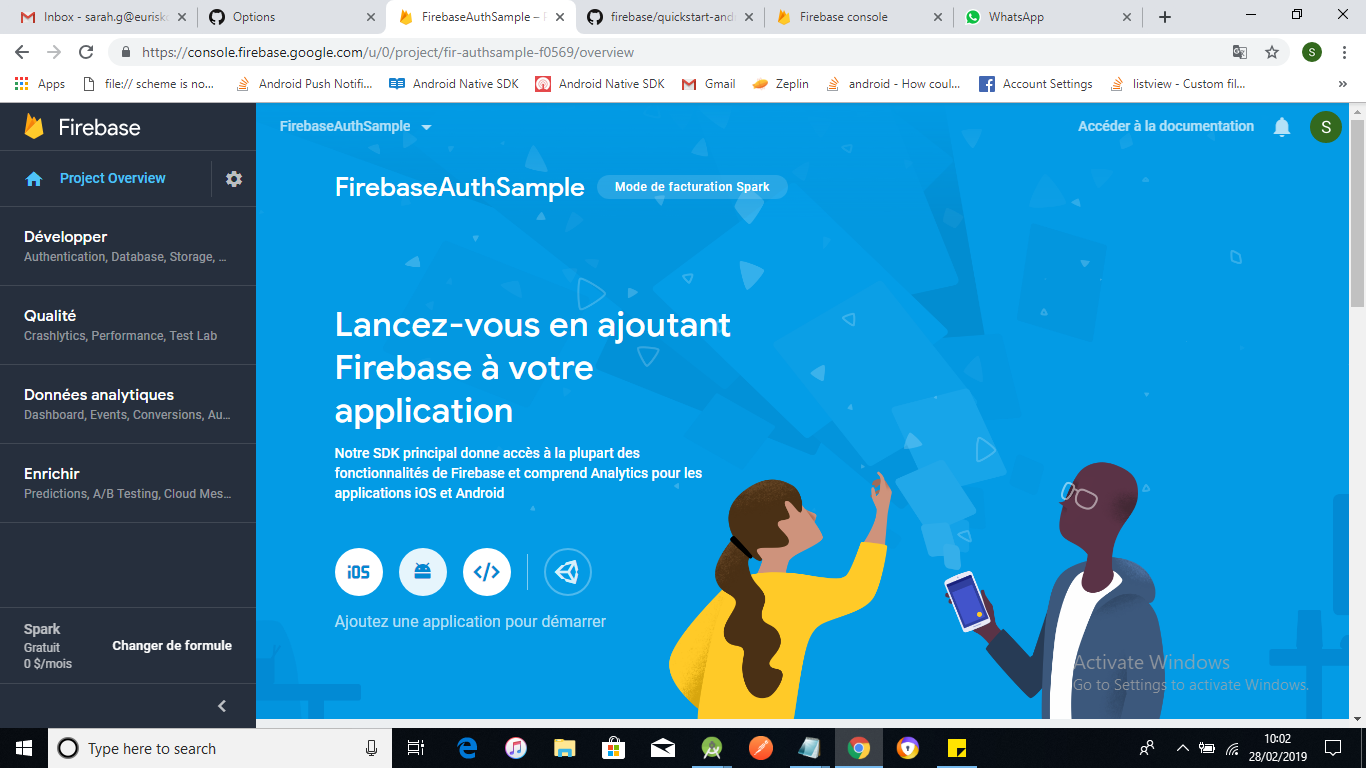 Inbox - sarah.g@eurisko
Options
FirebaseAuthSample – F
firebase/quickstart-and
Firebase console
WhatsApp
https://console.firebase.google.com/u/0/project/fir-authsample-f0569/overview
S
Apps
file:// scheme is no...
Android Push Notifi...
Android Native SDK
Android Native SDK
Gmail
Zeplin
android - How coul...
Account Settings
listview - Custom fil...
»
Firebase
FirebaseAuthSample
Accéder à la documentation
S
Project Overview
FirebaseAuthSample
Mode de facturation Spark
Développer
Authentication, Database, Storage, ...
Qualité
Crashlytics, Performance, Test Lab
Données analytiques
Dashboard, Events, Conversions, Au...
Enrichir
Predictions, A/B Testing, Cloud Mes...
Lancez-vous en ajoutant
Firebase à votre
application
Notre SDK principal donne accès à la plupart des
fonctionnalités de Firebase et comprend Analytics pour les
applications iOS et Android
iOS
</>
Ajoutez une application pour démarrer
Spark
Gratuit
0 $/mois
Changer de formule
Activate Windows
Go to Settings to activate Windows.
Type here to search
10:02
28/02/2019